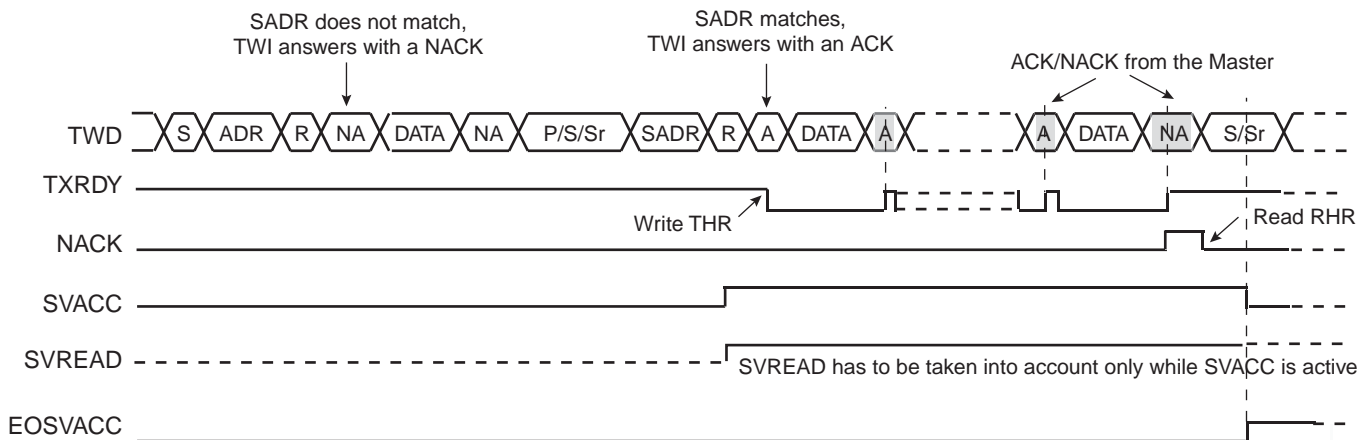 SADR does not match,
TWI answers with a NACK
SADR matches,
TWI answers with an ACK
ACK/NACK from the Master
TWD S ADR R NA DATA NA P/S/Sr SADR R A DATA A A DATA NA S/Sr
TXRDY
Write THR
Read RHR
NACK
SVACC
SVREAD
SVREAD has to be taken into account only while SVACC is active
EOSVACC